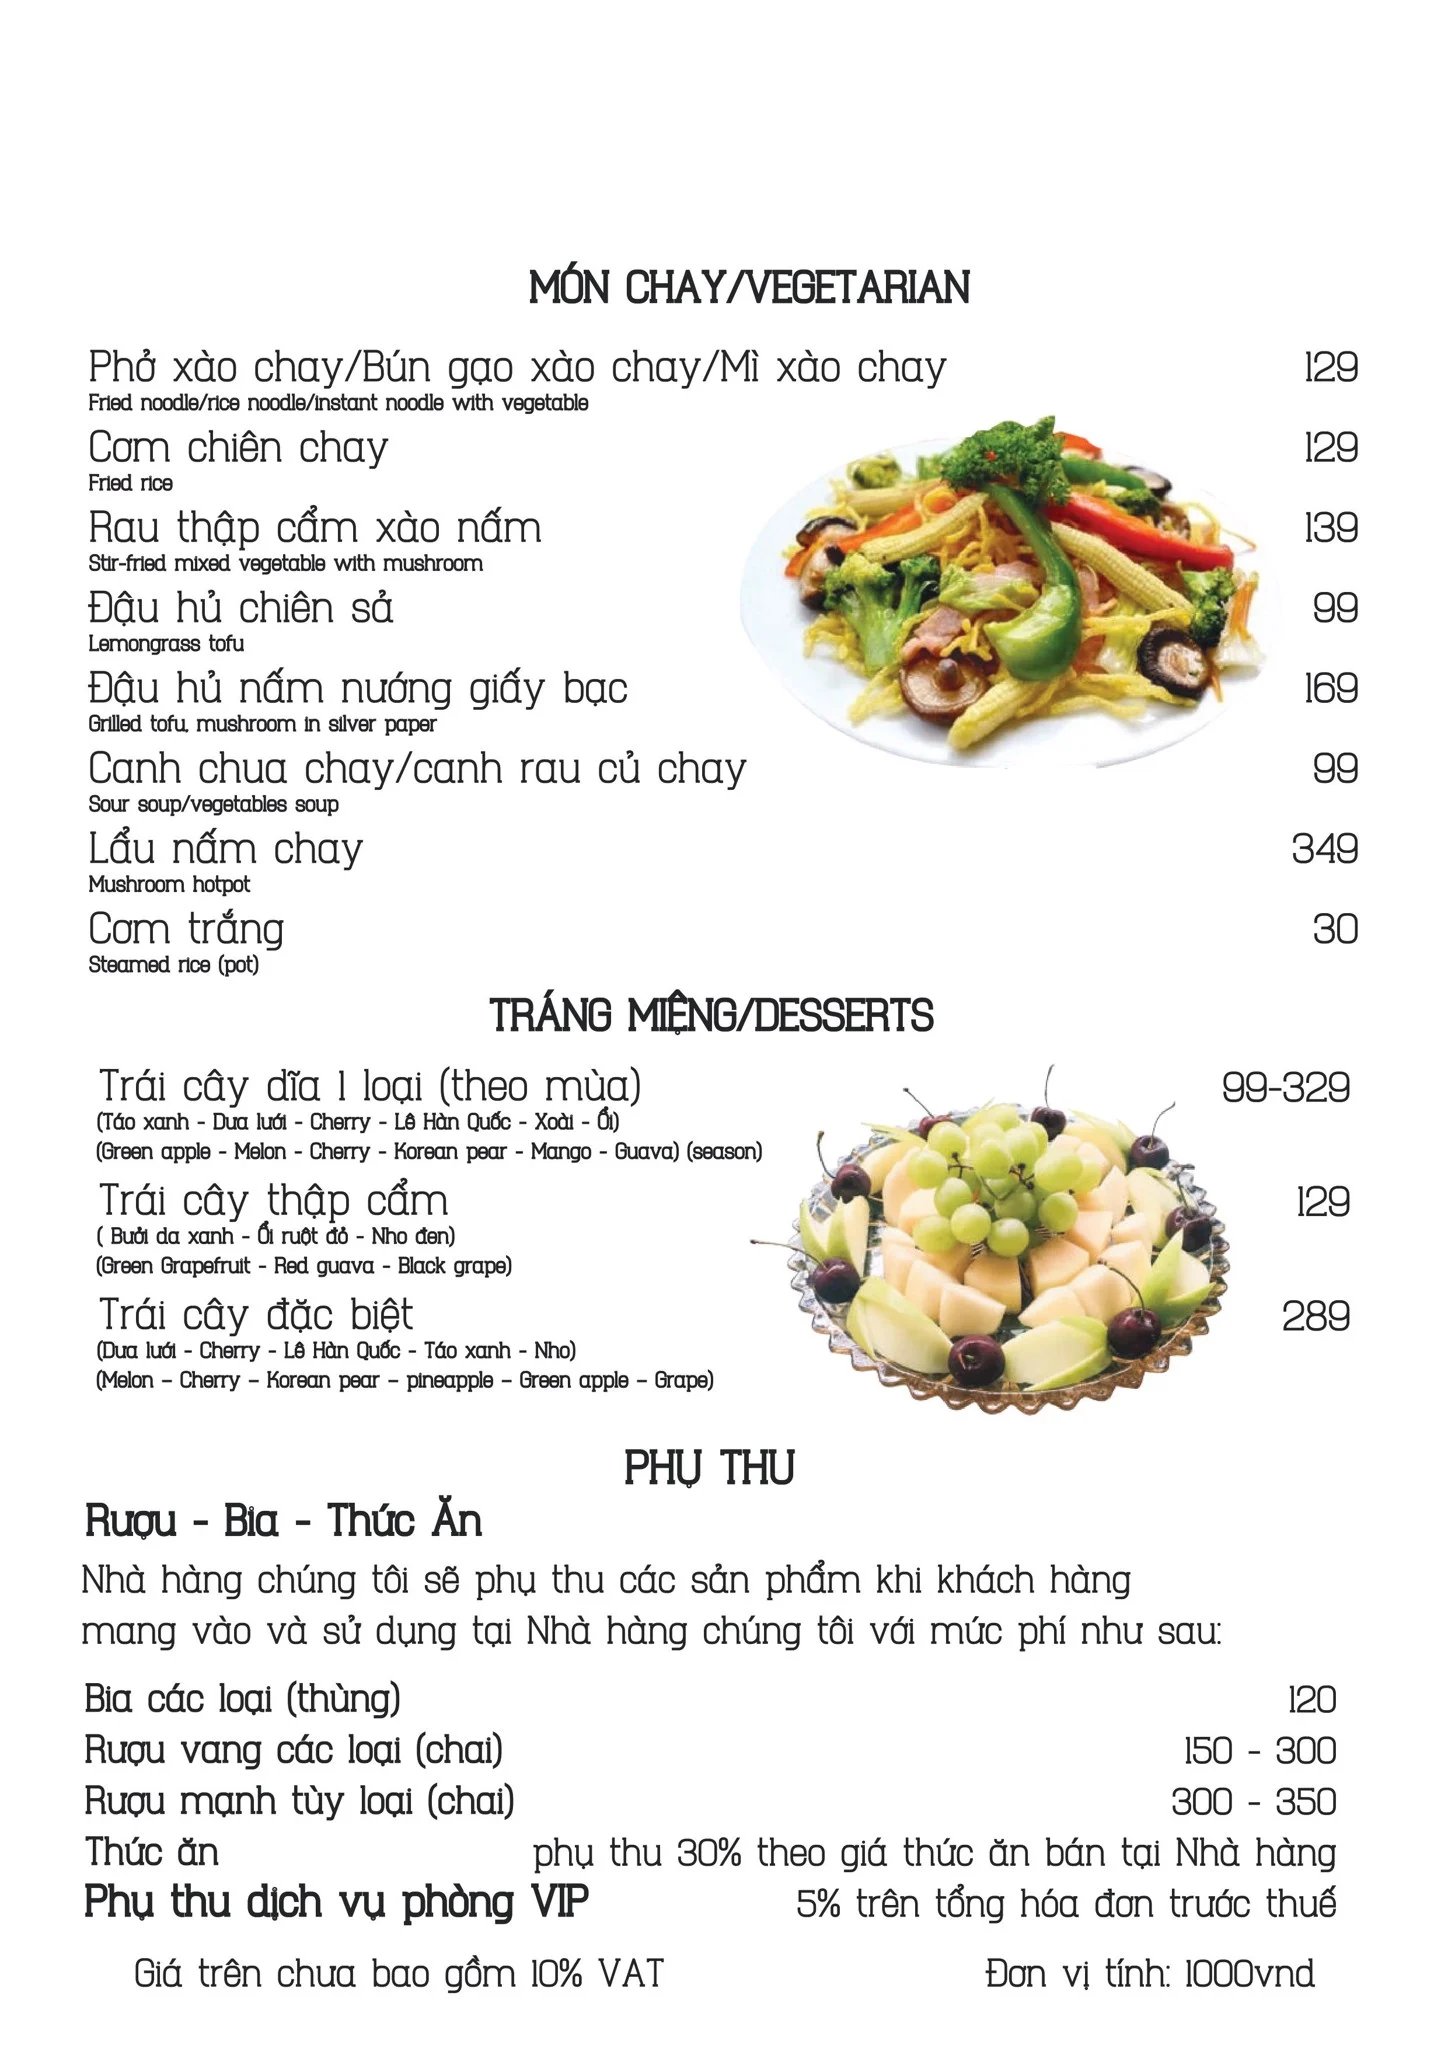 MÓN CHAY/VEGETARIAN
Phở xào chay/Bún gạo xào chay/Mì xào chay 129
Fried noodle/rice noodle/instant noodle with vegetable
Cơm chiên chay 129
Fried rice
Rau thập cẩm xào nấm 139
Stir-fried mixed vegetable with mushroom
Đậu hủ chiên sả 99
Lemongrass tofu
Đậu hủ nấm nướng giấy bạc 169
Grilled tofu, mushroom in silver paper
Canh chua chay/canh rau củ chay 99
Sour soup/vegetables soup
Lẩu nấm chay 349
Mushroom hotpot
Cơm trắng 30
Steamed rice (pot)
TRÁNG MIỆNG/DESSERTS
Trái cây dĩa 1 loại (theo mùa) 99-329
(Táo xanh - Dưa lưới - Cherry - Lê Hàn Quốc - Xoài - Ổi)
(Green apple - Melon - Cherry - Korean pear - Mango - Guava) (season)
Trái cây thập cẩm 129
( Bưởi da xanh - Ổi ruột đỏ - Nho đen)
(Green Grapefruit - Red guava - Black grape)
Trái cây đặc biệt 289
(Dưa lưới - Cherry - Lê Hàn Quốc - Táo xanh - Nho)
(Melon – Cherry – Korean pear – pineapple – Green apple – Grape)
PHỤ THU
Rượu - Bia - Thức Ăn
Nhà hàng chúng tôi sẽ phụ thu các sản phẩm khi khách hàng
mang vào và sử dụng tại Nhà hàng chúng tôi với mức phí như sau:
Bia các loại (thùng) 120
Rượu vang các loại (chai) 150 - 300
Rượu mạnh tùy loại (chai) 300 - 350
Thức ăn phụ thu 30% theo giá thức ăn bán tại Nhà hàng
Phụ thu dịch vụ phòng VIP 5% trên tổng hóa đơn trước thuế
Giá trên chưa bao gồm 10% VAT Đơn vị tính: 1000vnd